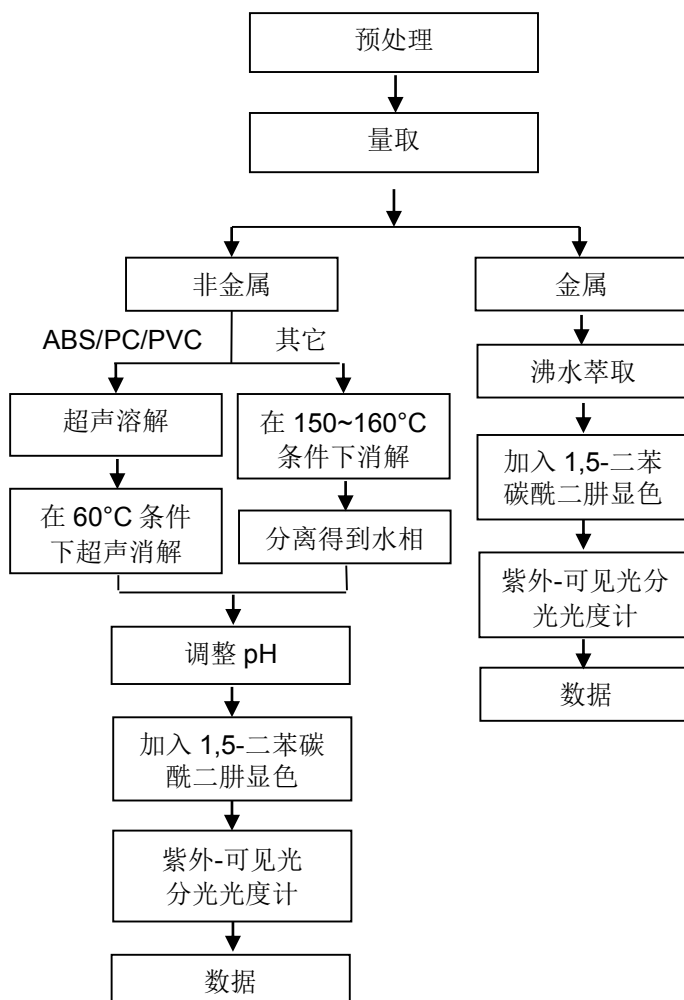 预处理
量取
非金属
金属
ABS/PC/PVC
其它
沸水萃取
超声溶解
在 150~160°C
条件下消解
加入 1,5-二苯
碳酰二肼显色
在 60°C 条件
下超声消解
分离得到水相
紫外-可见光分
光光度计
调整 pH
数据
加入 1,5-二苯碳
酰二肼显色
紫外-可见光
分光光度计
数据